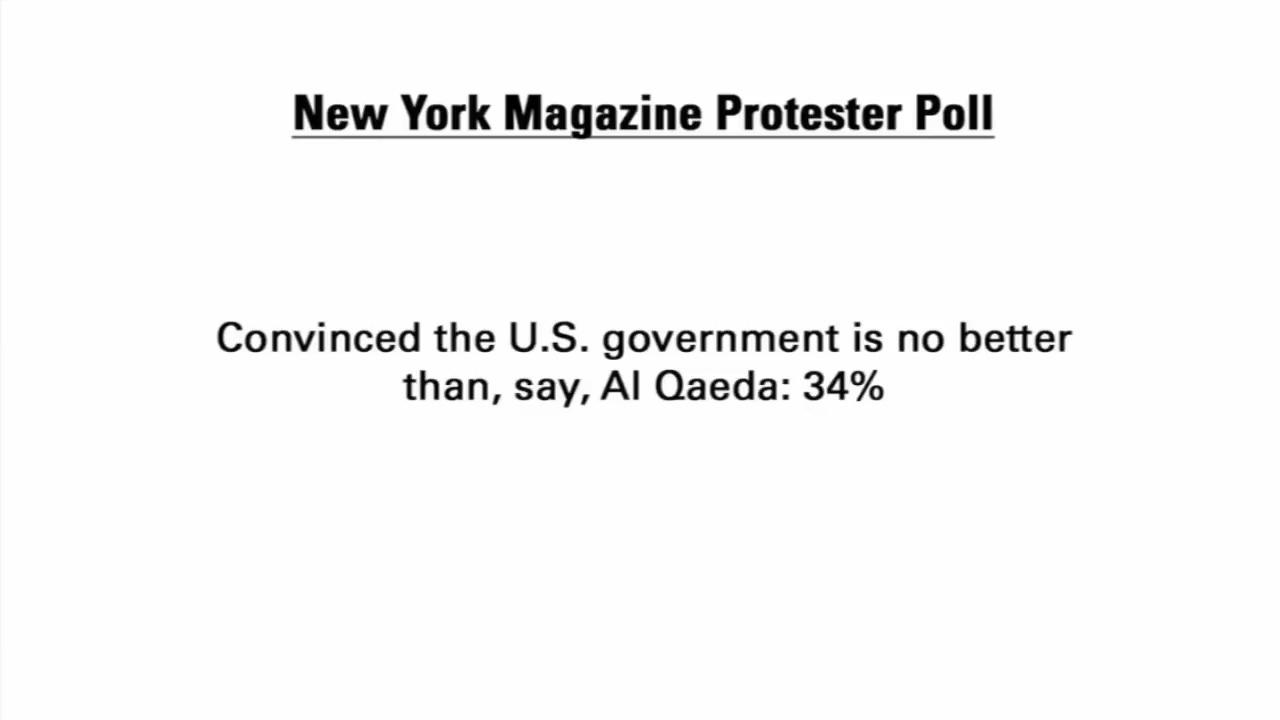 New York Magazine Protester Poll
Convinced the U.S. government is no better
than, say, Al Qaeda: 34%